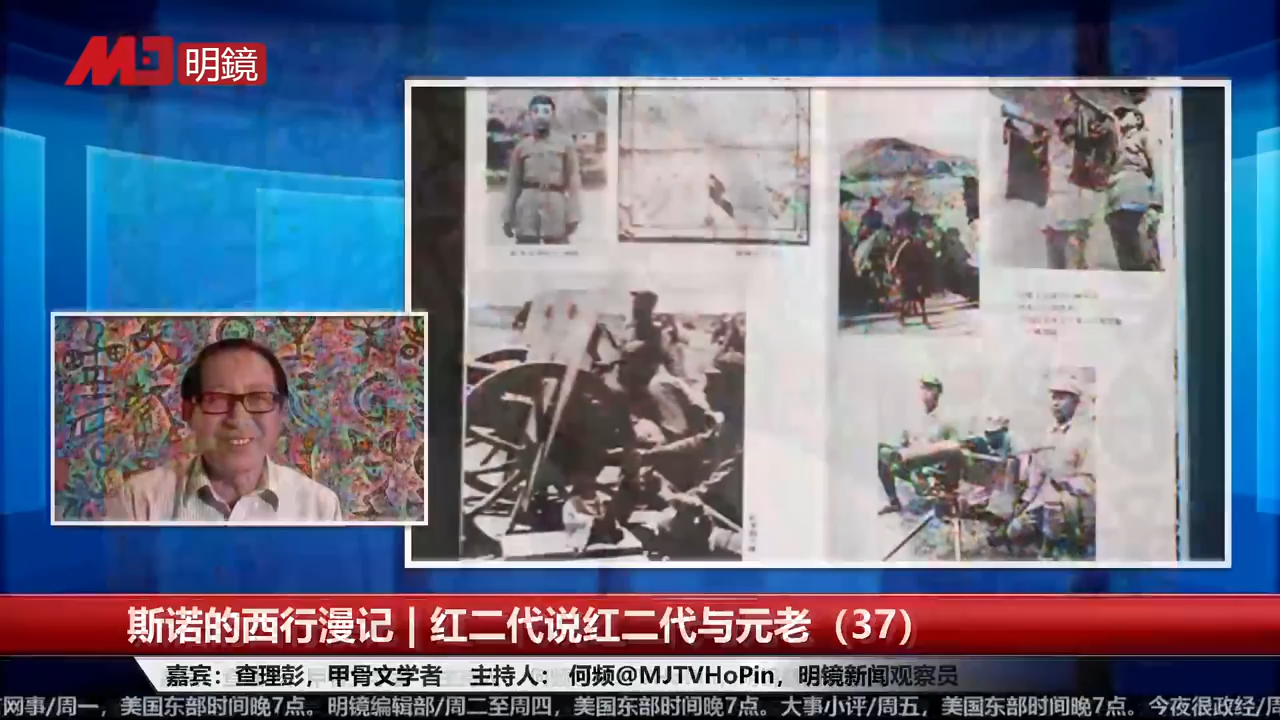 MJ 明鏡
斯诺的西行漫记｜红二代说红二代与元老（37）
嘉宾：查理彭，甲骨文学者 主持人： 何频@MJTVHoPin，明镜新闻观察员
网事/周一，美国东部时间晚7点。明镜编辑部/周二至周四，美国东部时间晚7点。大事小评/周五，美国东部时间晚7点。今夜很政经/周